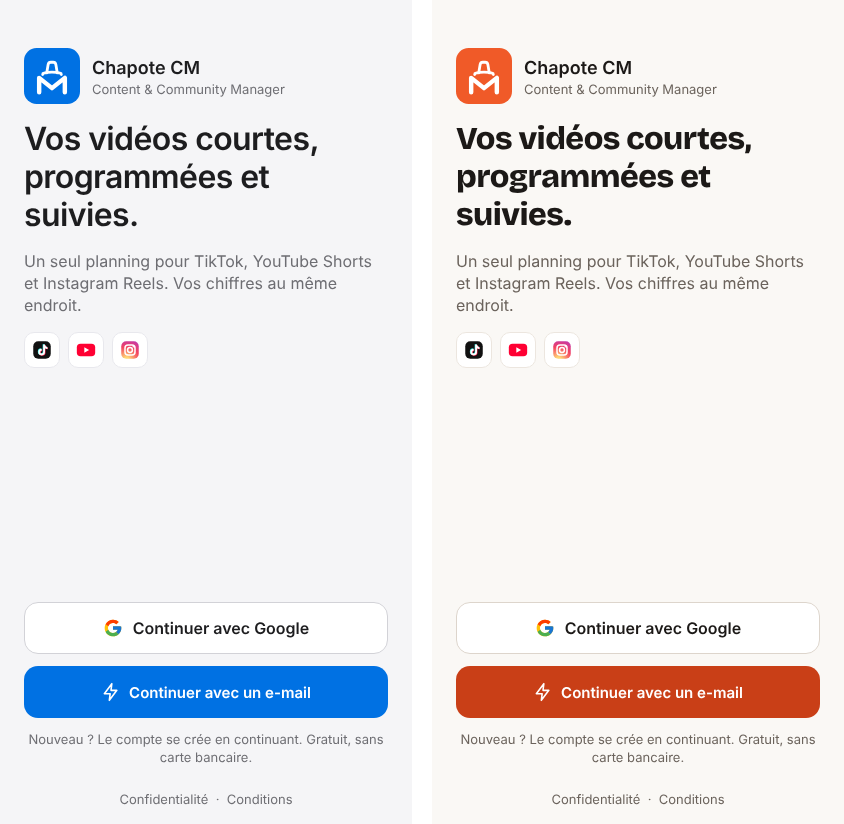 Chapote CM
Content & Community Manager
Vos vidéos courtes,
programmées et
suivies.
Un seul planning pour TikTok, YouTube Shorts
et Instagram Reels. Vos chiffres au même
endroit.
Continuer avec Google
Continuer avec un e-mail
Nouveau ? Le compte se crée en continuant. Gratuit, sans
carte bancaire.
Confidentialité · Conditions
Chapote CM
Content & Community Manager
Vos vidéos courtes,
programmées et
suivies.
Un seul planning pour TikTok, YouTube Shorts
et Instagram Reels. Vos chiffres au même
endroit.
Continuer avec Google
Continuer avec un e-mail
Nouveau ? Le compte se crée en continuant. Gratuit, sans
carte bancaire.
Confidentialité · Conditions